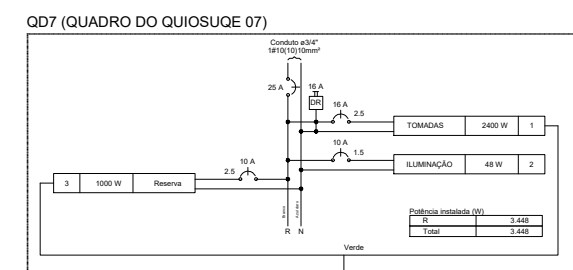 QD7 (QUADRO DO QUIOSUQE 07)
Conduto ø3/4"
1#10(10)10mm²
25 A
16 A
DR
16 A
2.5
TOMADAS 2400 W 1
10 A
1.5
ILUMINAÇÃO 48 W 2
10 A
2.5
3 1000 W Reserva
Branco
R N
Potência instalada (W)
R 3.448
Total 3.448
Verde